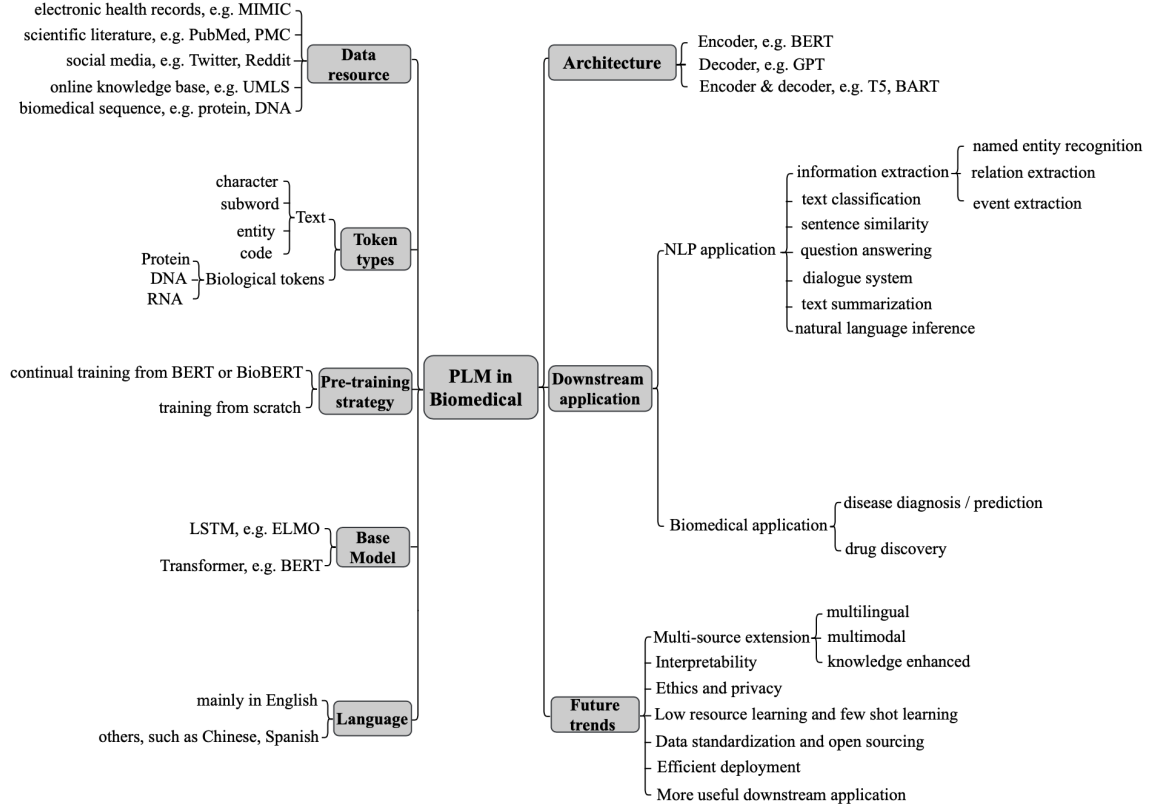 electronic health records, e.g. MIMIC
scientific literature, e.g. PubMed, PMC
social media, e.g. Twitter, Reddit
online knowledge base, e.g. UMLS
biomedical sequence, e.g. protein, DNA
Data
resource
character
subword
entity
code
Text
Protein
DNA
RNA
Biological tokens
Token
types
continual training from BERT or BioBERT
training from scratch
Pre-training
strategy
LSTM, e.g. ELMO
Transformer, e.g. BERT
Base
Model
mainly in English
others, such as Chinese, Spanish
Language
PLM in
Biomedical
Architecture
Encoder, e.g. BERT
Decoder, e.g. GPT
Encoder & decoder, e.g. T5, BART
Downstream
application
NLP application
information extraction
named entity recognition
relation extraction
event extraction
text classification
sentence similarity
question answering
dialogue system
text summarization
natural language inference
Biomedical application
disease diagnosis / prediction
drug discovery
Future
trends
Multi-source extension
multilingual
multimodal
knowledge enhanced
Interpretability
Ethics and privacy
Low resource learning and few shot learning
Data standardization and open sourcing
Efficient deployment
More useful downstream application